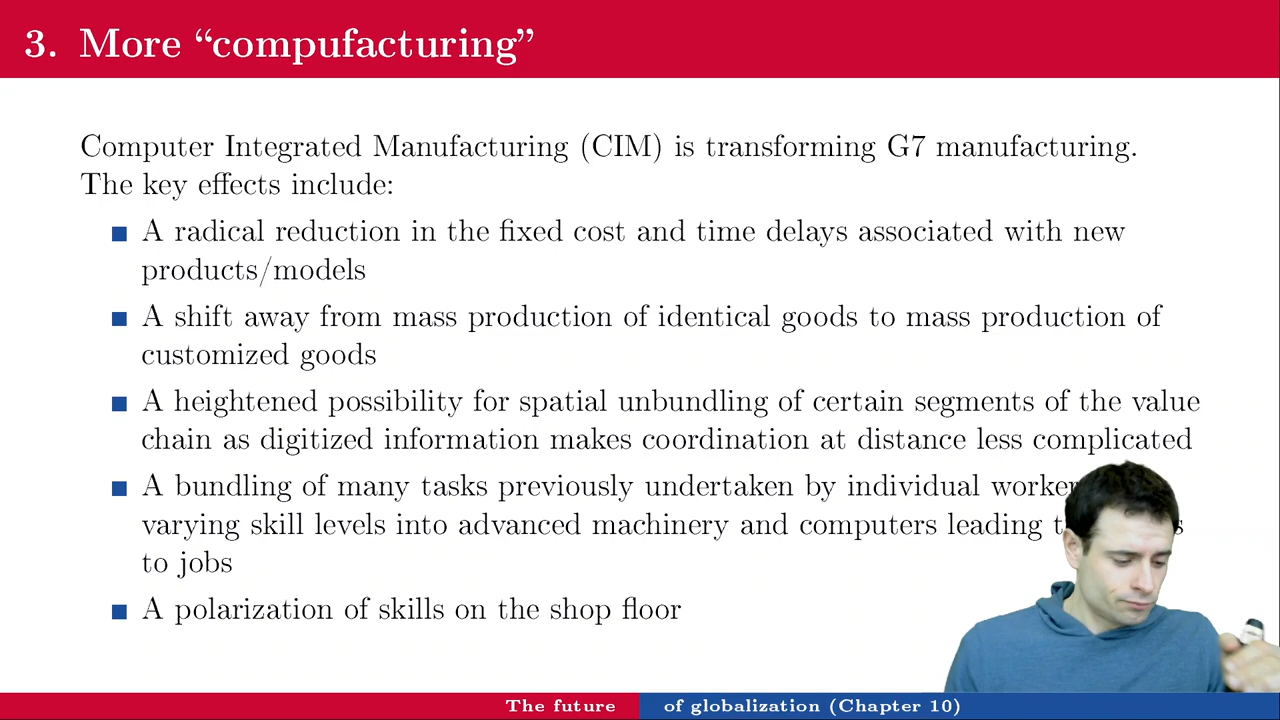 3. More “compufacturing”
Computer Integrated Manufacturing (CIM) is transforming G7 manufacturing.
The key effects include:
A radical reduction in the fixed cost and time delays associated with new
products/models
A shift away from mass production of identical goods to mass production of
customized goods
A heightened possibility for spatial unbundling of certain segments of the value
chain as digitized information makes coordination at distance less complicated
A bundling of many tasks previously undertaken by individual
varying skill levels into advanced machinery and computers leading
to jobs
A polarization of skills on the shop floor
The future of globalization (Chapter 10)